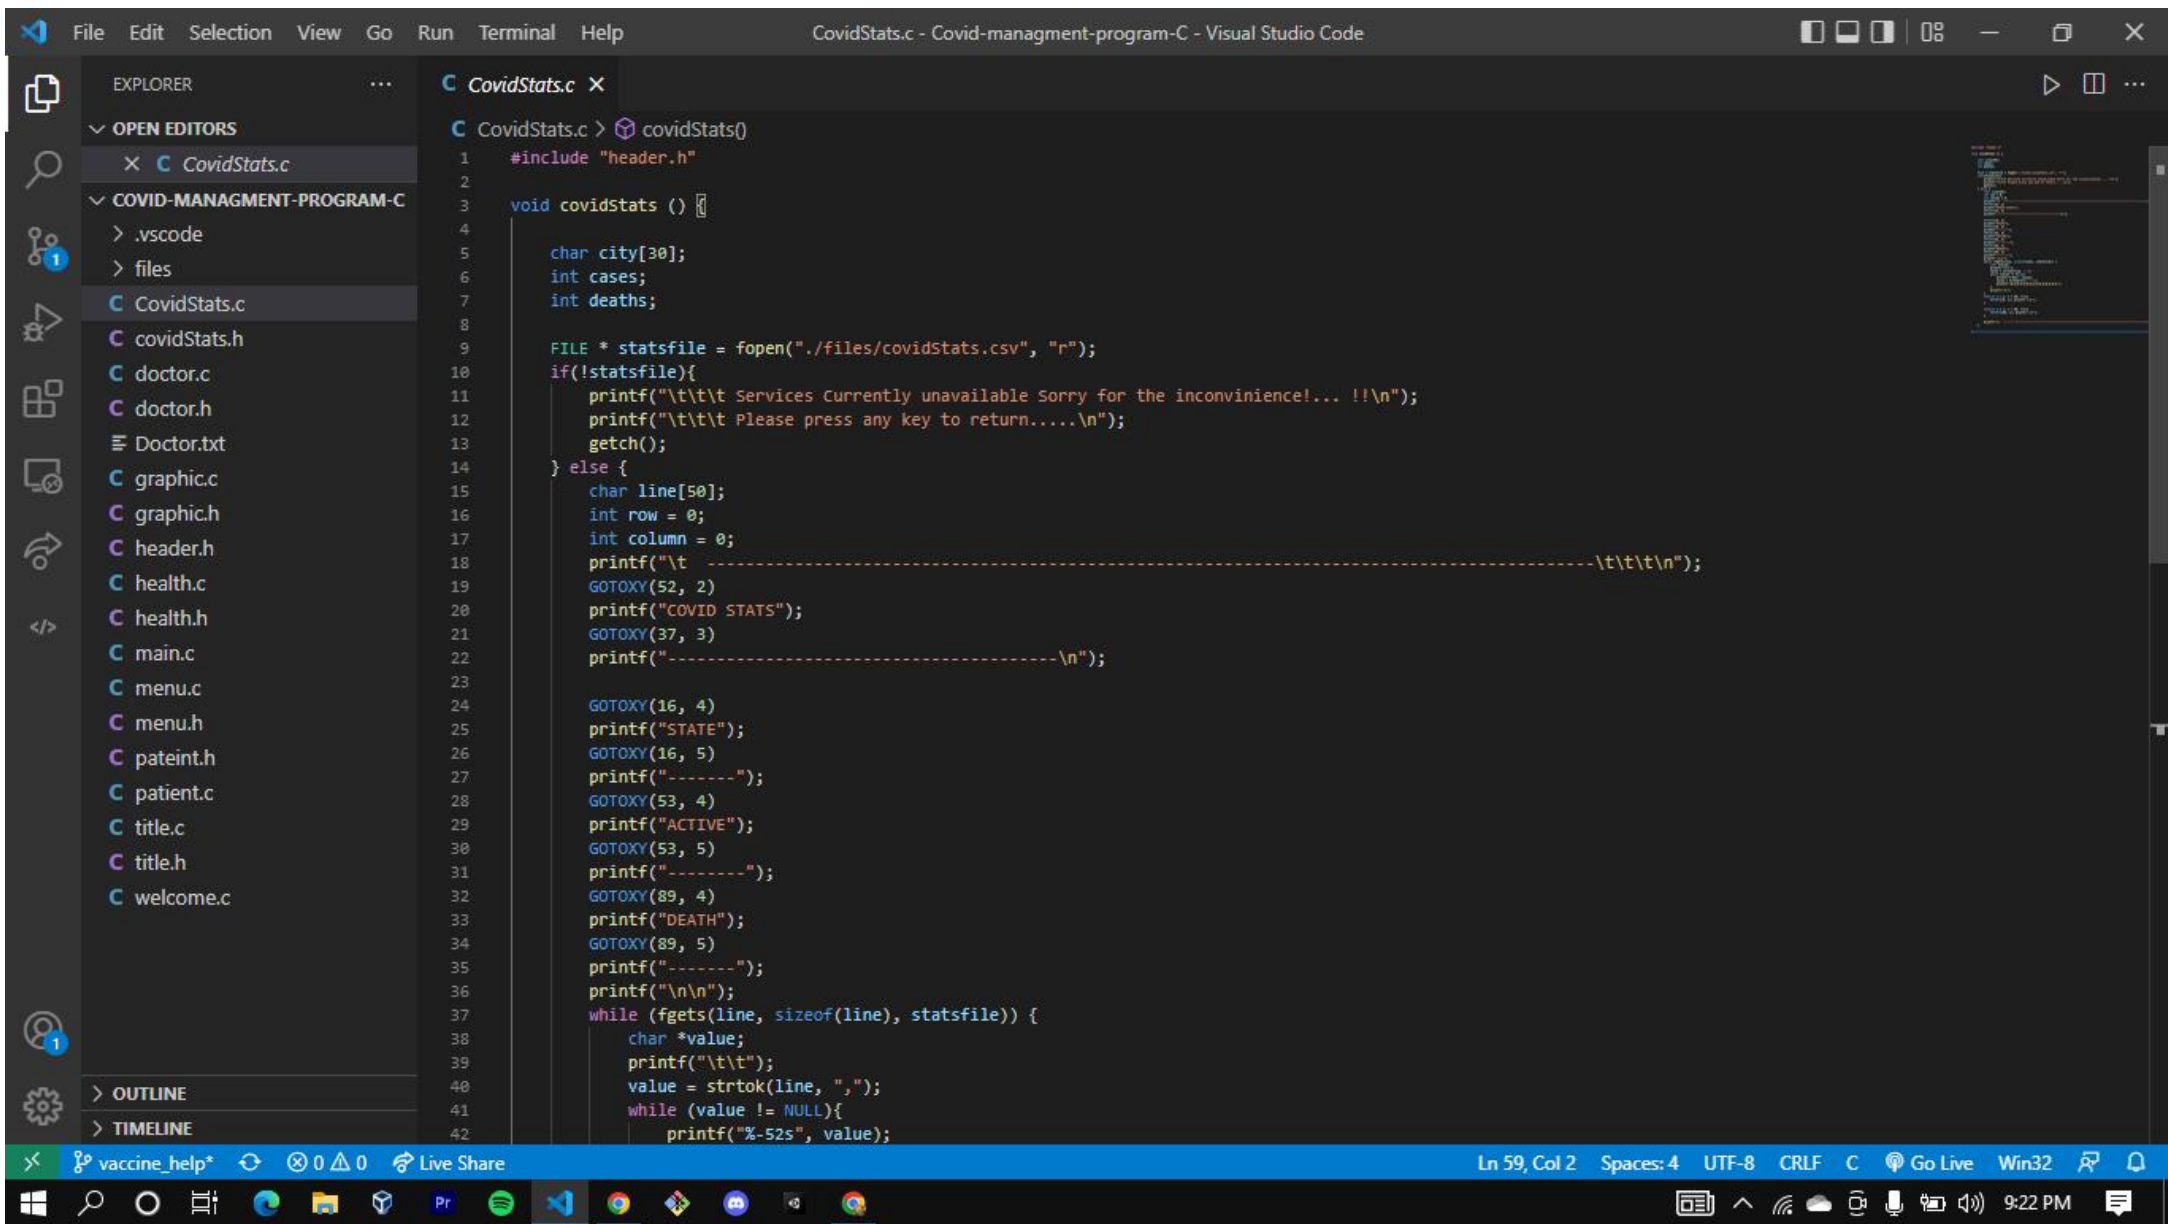 File Edit Selection View Go Run Terminal Help CovidStats.c - Covid-managment-program-C - Visual Studio Code
EXPLORER
OPEN EDITORS
CovidStats.c
COVID-MANAGMENT-PROGRAM-C
.vscode
files
CovidStats.c
covidStats.h
doctor.c
doctor.h
Doctor.txt
graphic.c
graphic.h
header.h
health.c
health.h
main.c
menu.c
menu.h
pateint.h
patient.c
title.c
title.h
welcome.c
OUTLINE
TIMELINE
C CovidStats.c
C CovidStats.c > covidStats()
1 #include "header.h"
2
3 void covidStats () {
4
5 char city[30];
6 int cases;
7 int deaths;
8
9 FILE * statsfile = fopen("./files/covidStats.csv", "r");
10 if(!statsfile){
11 printf("\t\t\t Services Currently unavailable Sorry for the inconvinience!... !!\n");
12 printf("\t\t\t Please press any key to return.....\n");
13 getch();
14 } else {
15 char line[50];
16 int row = 0;
17 int column = 0;
18 printf("\t -------------------------------------------------------------------------------------------\t\t\t\n");
19 GOTOXY(52, 2)
20 printf("COVID STATS");
21 GOTOXY(37, 3)
22 printf("----------------------------------------\n");
23
24 GOTOXY(16, 4)
25 printf("STATE");
26 GOTOXY(16, 5)
27 printf("-------");
28 GOTOXY(53, 4)
29 printf("ACTIVE");
30 GOTOXY(53, 5)
31 printf("--------");
32 GOTOXY(89, 4)
33 printf("DEATH");
34 GOTOXY(89, 5)
35 printf("-------");
36 printf("\n\n");
37 while (fgets(line, sizeof(line), statsfile)) {
38 char *value;
39 printf("\t\t");
40 value = strtok(line, ",");
41 while (value != NULL){
42 printf("%-52s", value);
vaccine_help* 0 0 Live Share Ln 59, Col 2 Spaces: 4 UTF-8 CRLF C Go Live Win32
Pr 9:22 PM